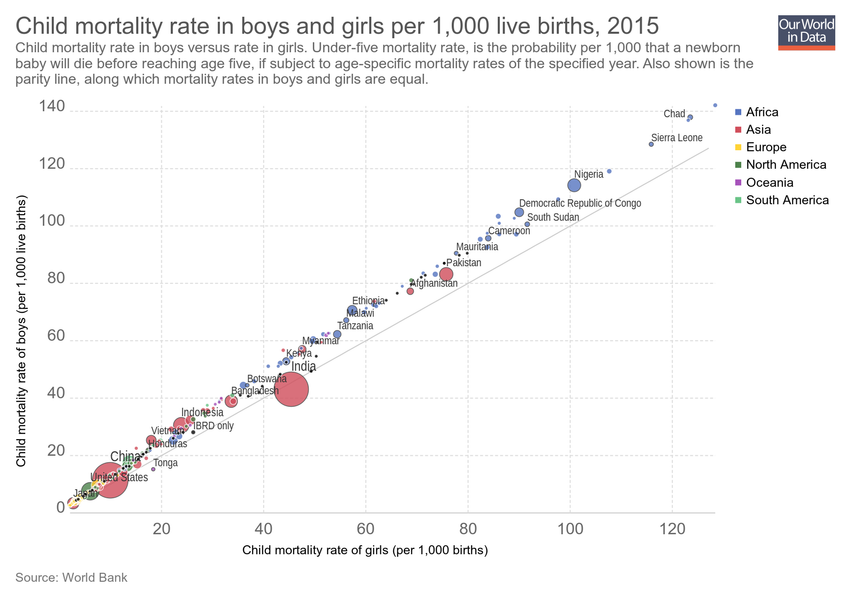 Child mortality rate in boys and girls per 1,000 live births, 2015
Our World
in Data
Child mortality rate in boys versus rate in girls. Under-five mortality rate, is the probability per 1,000 that a newborn
baby will die before reaching age five, if subject to age-specific mortality rates of the specified year. Also shown is the
parity line, along which mortality rates in boys and girls are equal.
140
Chad
Africa
Asia
Sierra Leone
Europe
North America
120
Nigeria
Oceania
South America
Democratic Republic of Congo
100
South Sudan
Cameroon
Mauritania
Pakistan
80
Afghanistan
Ethiopia
Malawi
Tanzania
60
Myanmar
Kenya
India
Botswana
40
Bangladesh
Indonesia
IBRD only
Vietnam
Honduras
20
China
Tonga
United States
Japan
0
20
40
60
80
100
120
Child mortality rate of boys (per 1,000 live births)
Child mortality rate of girls (per 1,000 births)
Source: World Bank